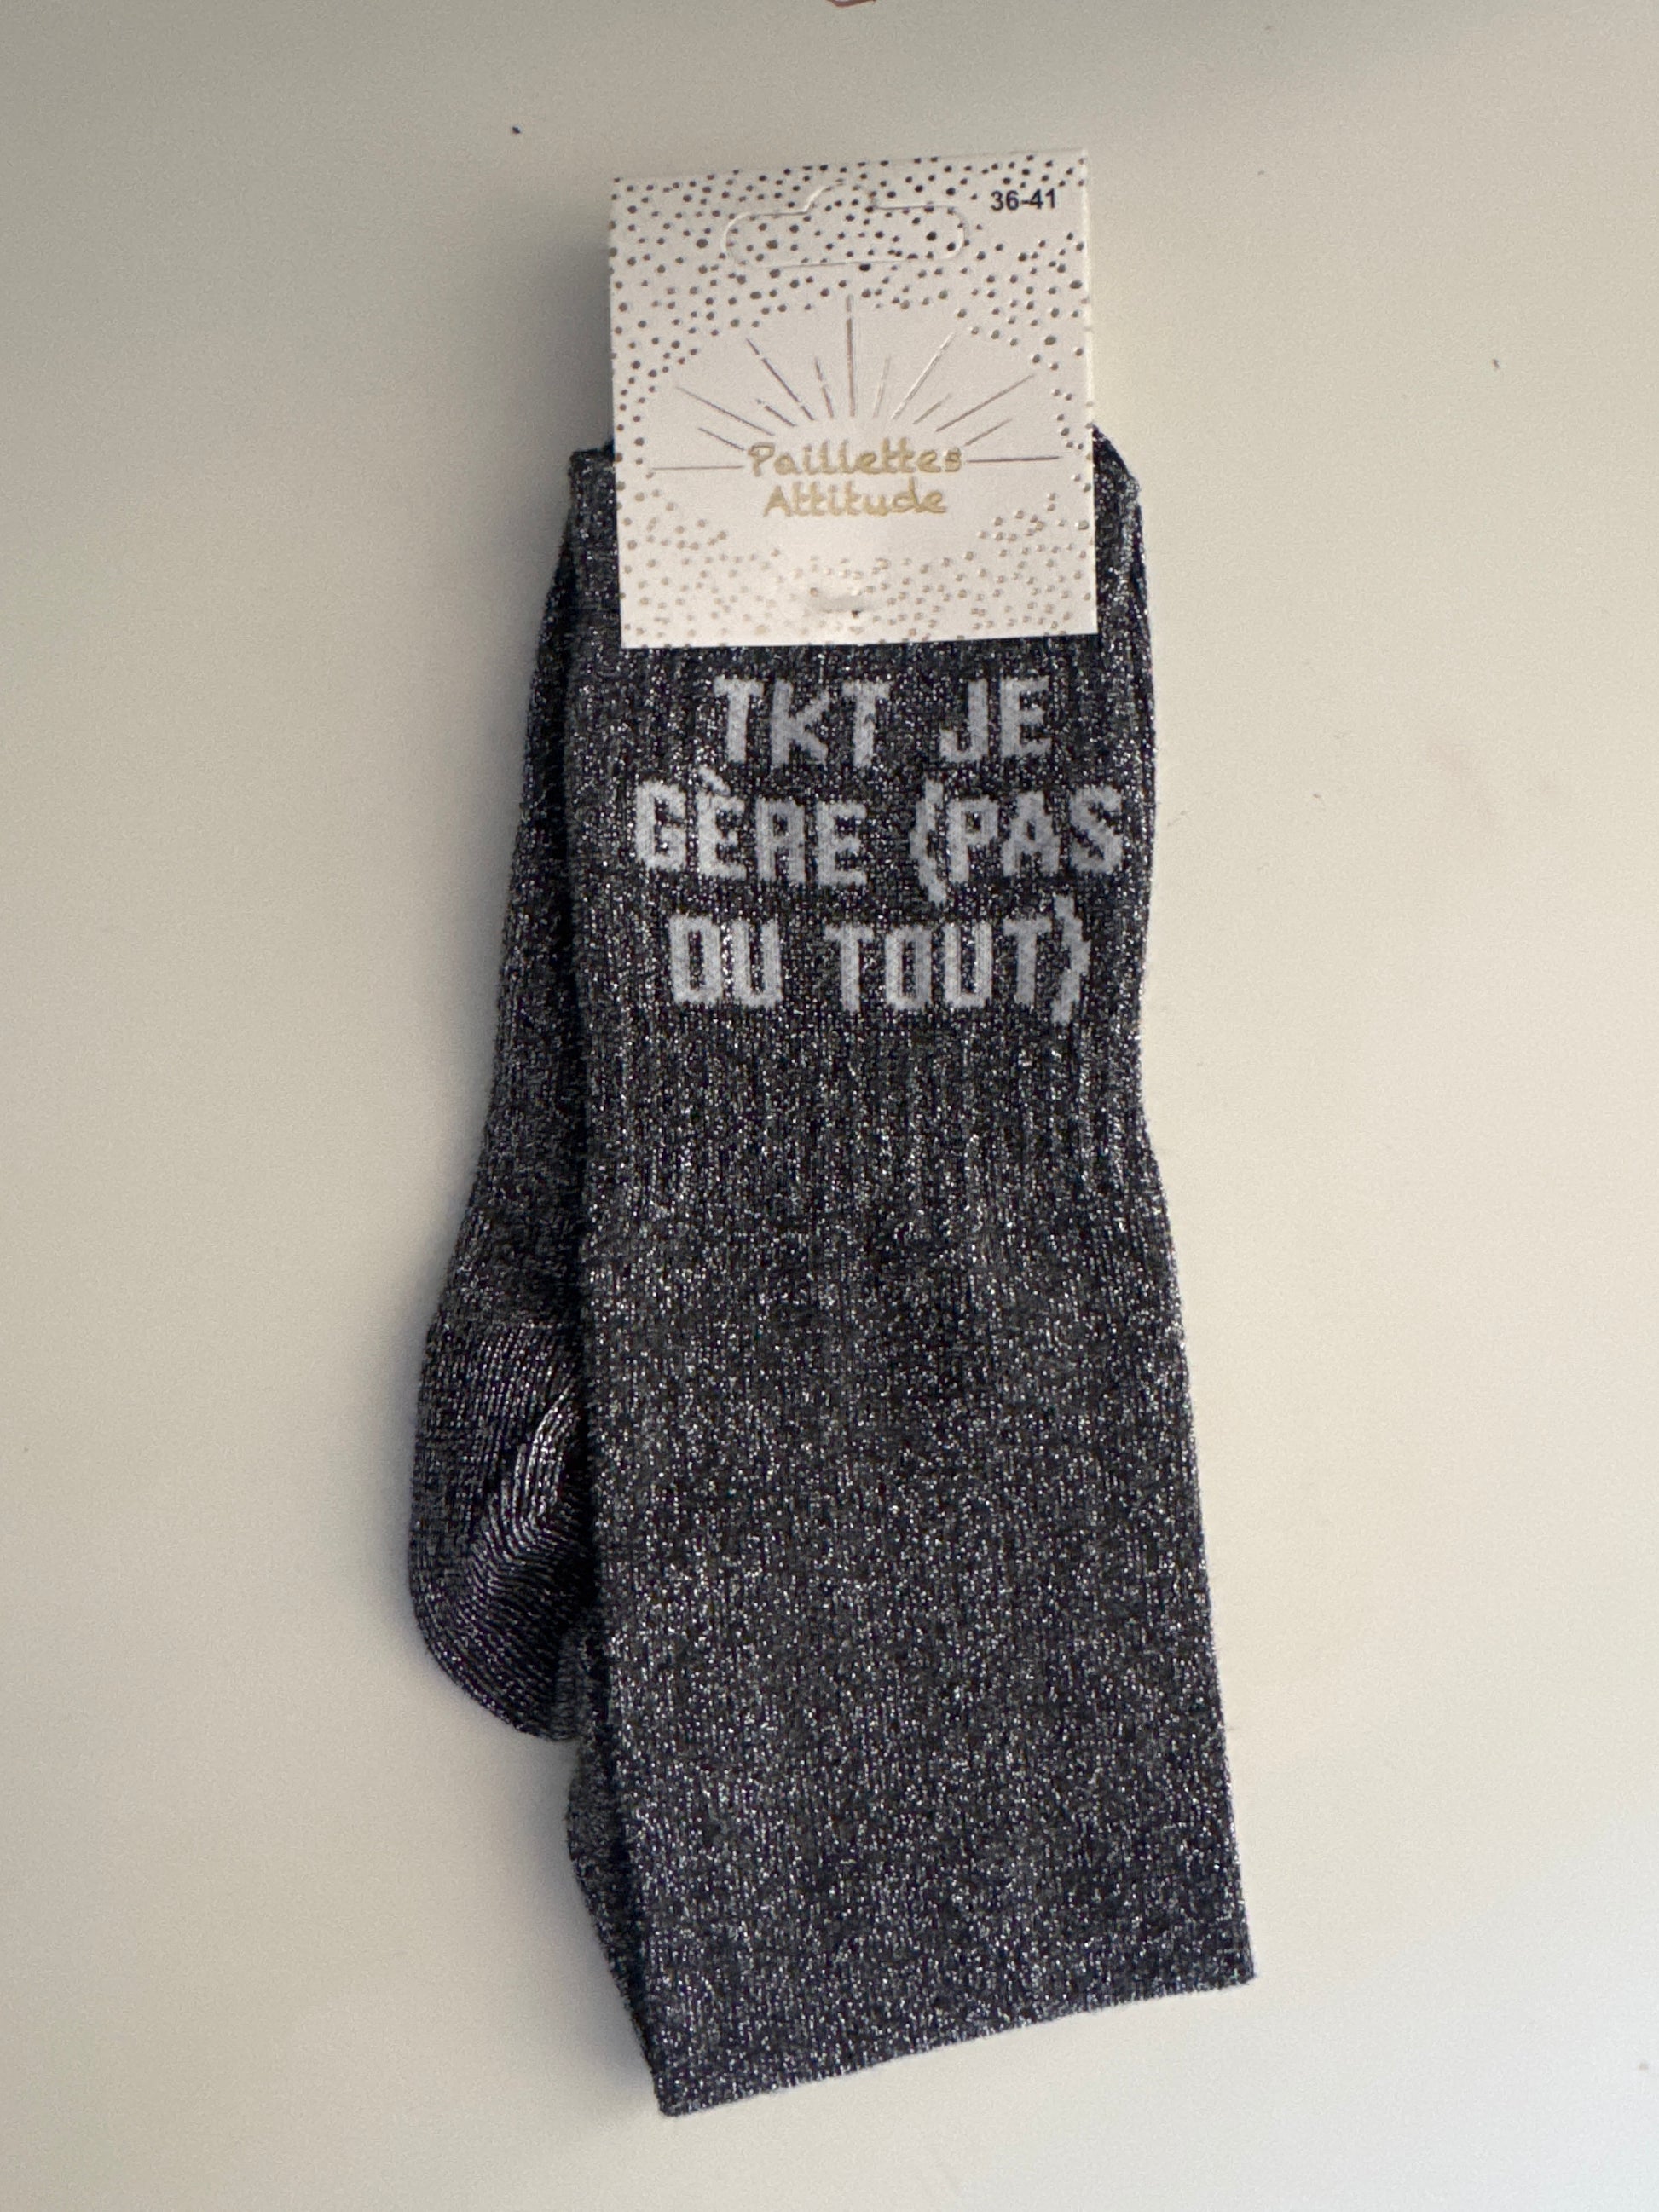 36-41
Paillettes
Attitude
TKT JE
GÈRE (PAS
DU TOUT)